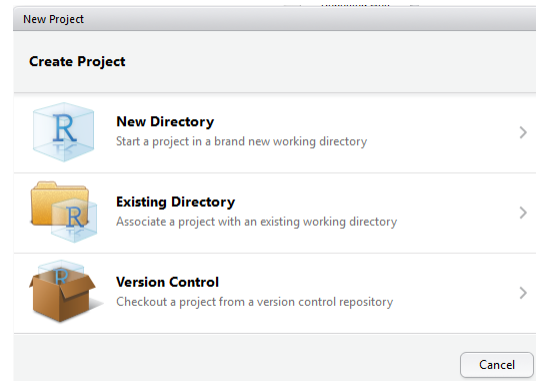 New Project
Create Project
New Directory
Start a project in a brand new working directory
Existing Directory
Associate a project with an existing working directory
Version Control
Checkout a project from a version control repository
Cancel